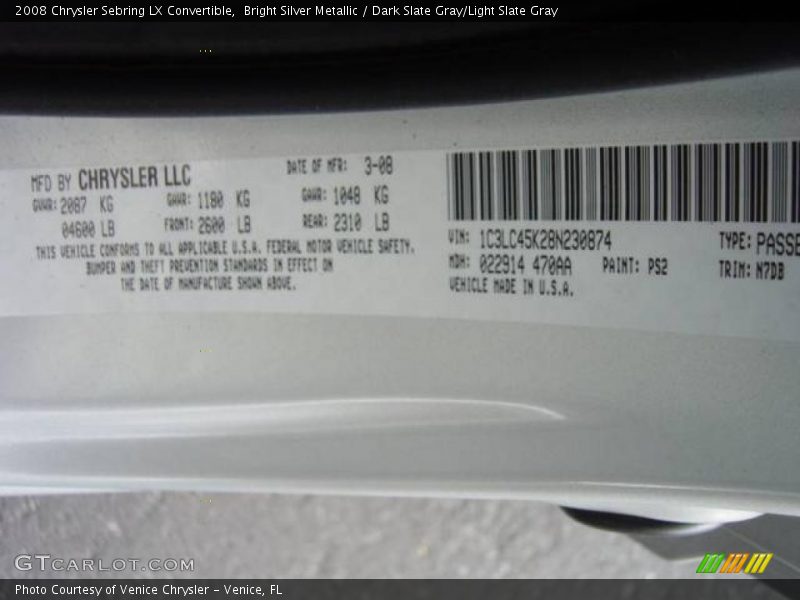 2008 Chrysler Sebring LX Convertible,  Bright Silver Metallic / Dark Slate Gray/Light Slate Gray
MFD BY CHRYSLER LLC
DATE OF MFR: 3-08
GVWR: 2087 KG
GAWR: 1180 KG
GAWR: 1048 KG
04600 LB
FRONT: 2600 LB
REAR: 2310 LB
THIS VEHICLE CONFORMS TO ALL APPLICABLE U.S.A. FEDERAL MOTOR VEHICLE SAFETY,
BUMPER AND THEFT PREVENTION STANDARDS IN EFFECT ON
THE DATE OF MANUFACTURE SHOWN ABOVE.
VIN: 1C3LC45K28N230874
TYPE: PASSE
MDH: 022914 470AA
PAINT: PS2
TRIM: N7DB
VEHICLE MADE IN U.S.A.
GTCARLOT.COM
Photo Courtesy of Venice Chrysler – Venice, FL